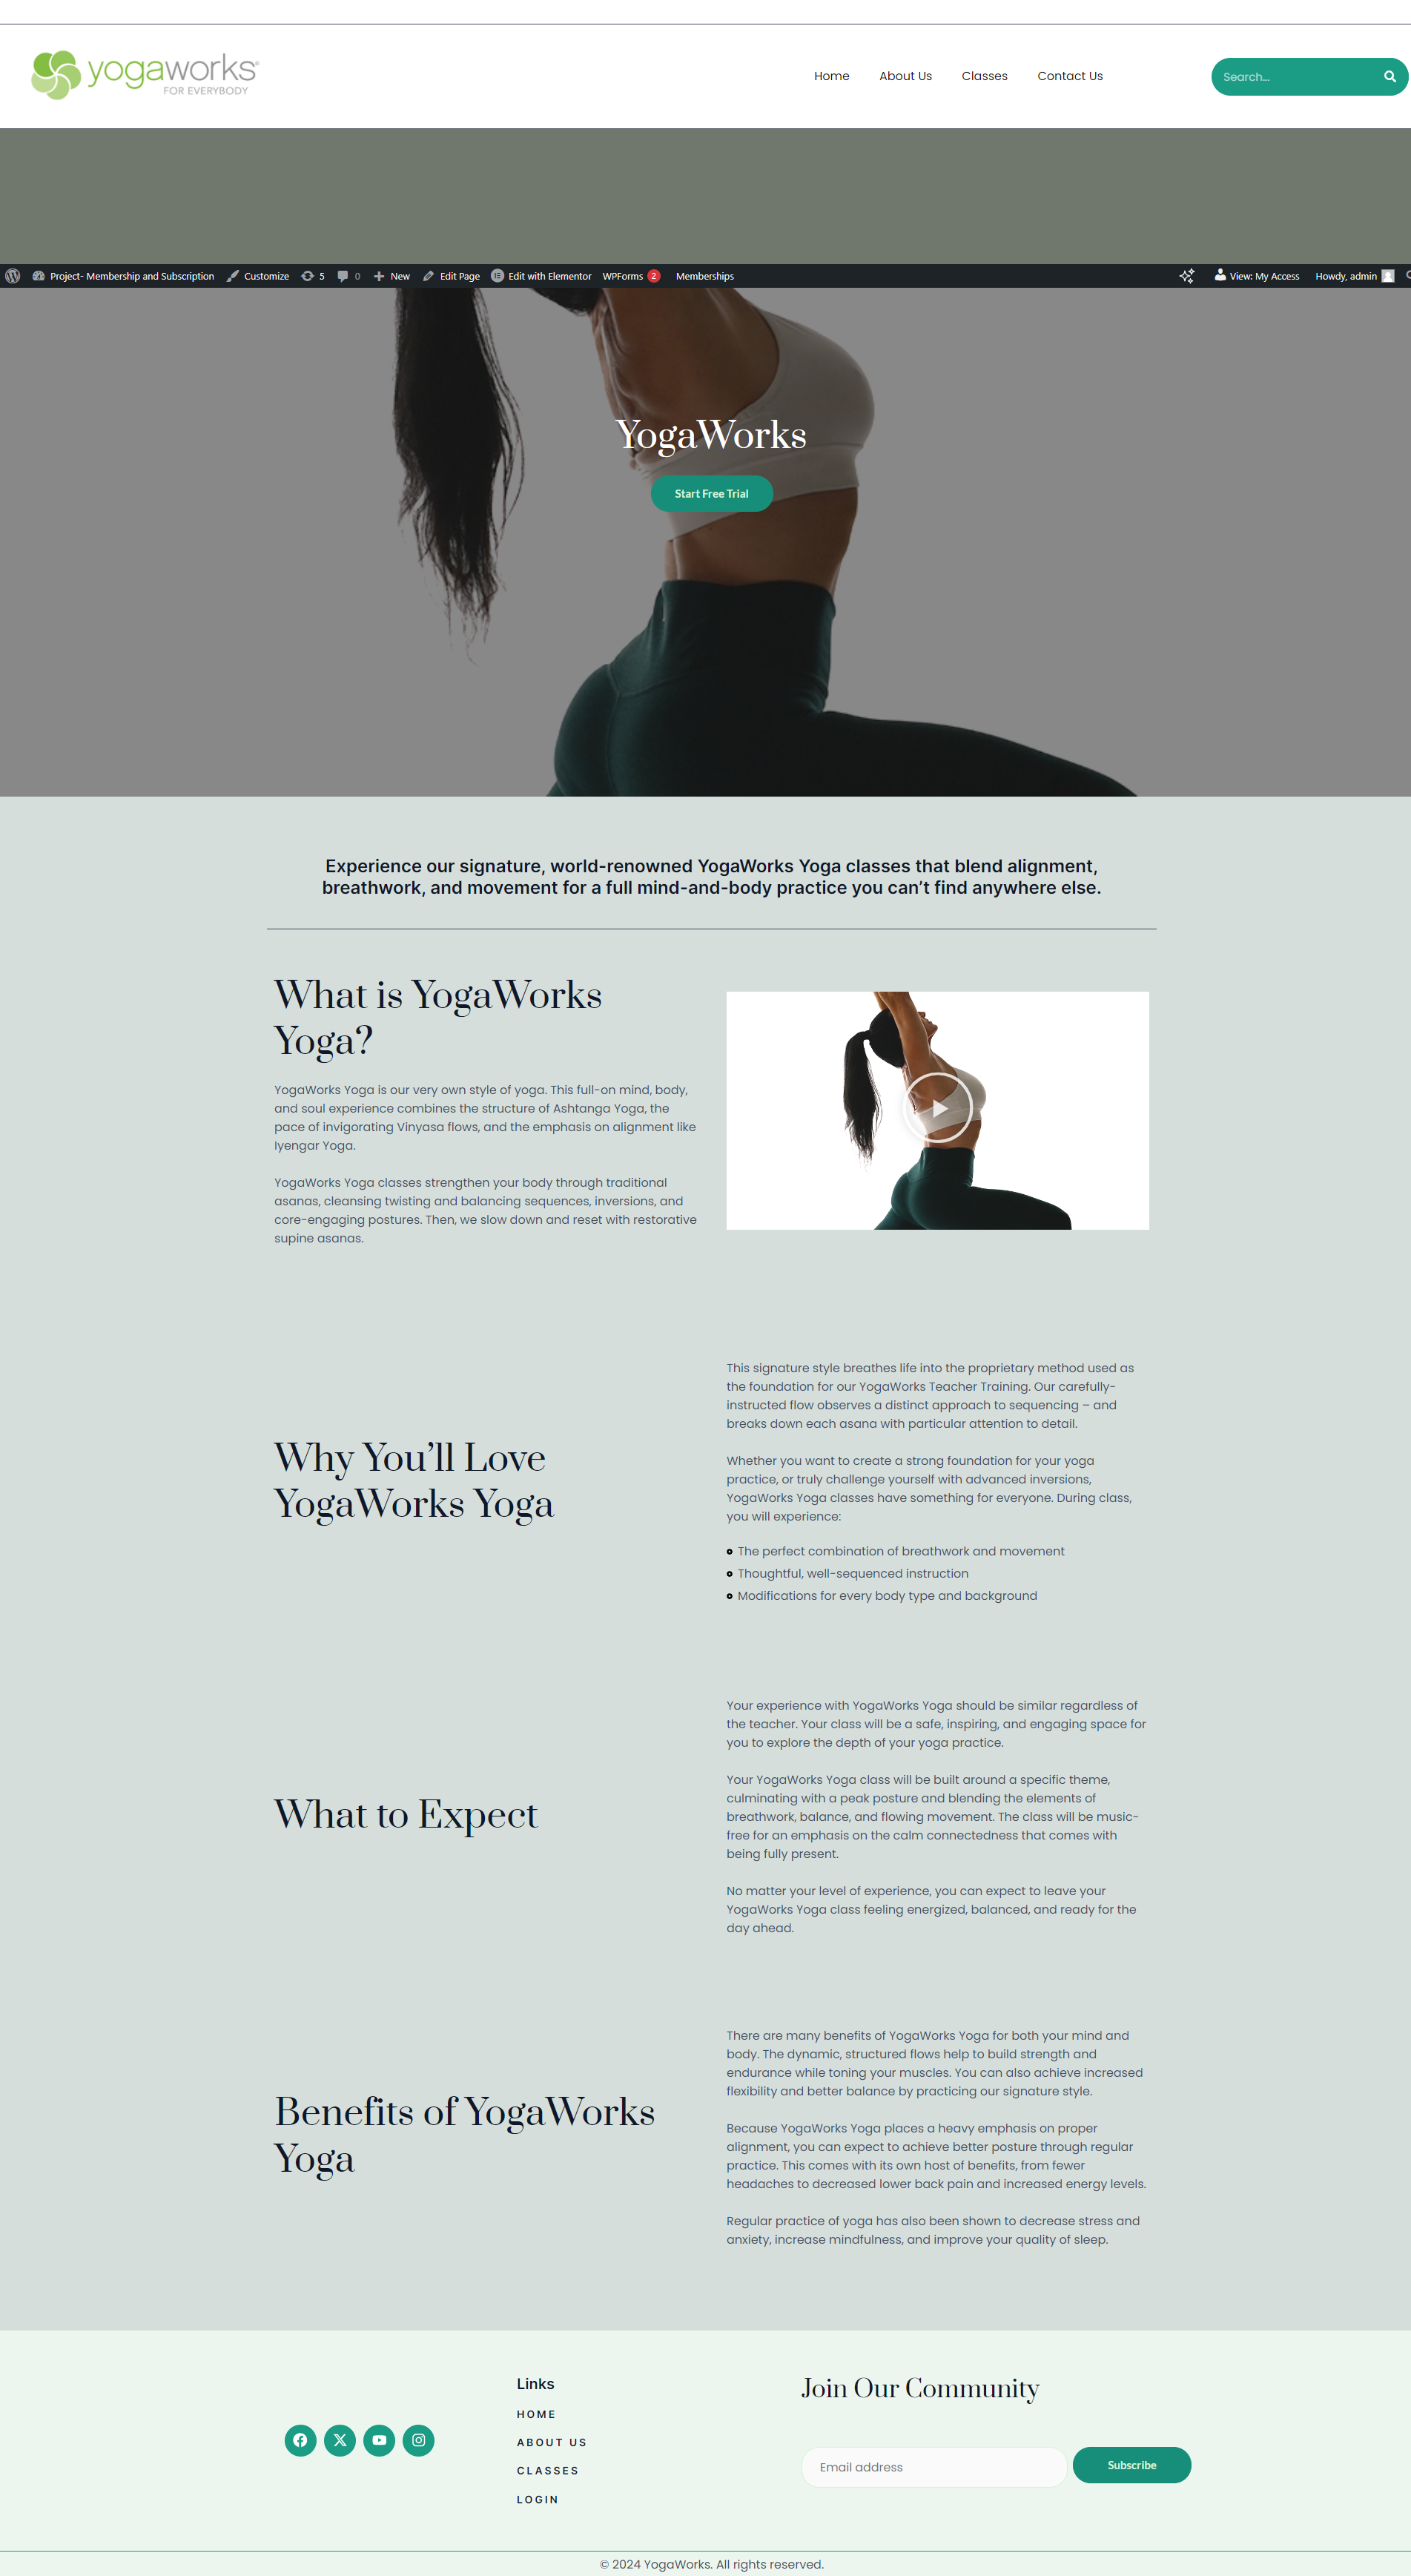 yogaworks®
FOR EVERYBODY
Home About Us Classes Contact Us
Search...
Project- Membership and Subscription Customize 5 0 New Edit Page Edit with Elementor WPForms 2 Memberships View: My Access Howdy, admin
YogaWorks
Start Free Trial
Experience our signature, world-renowned YogaWorks Yoga classes that blend alignment,
breathwork, and movement for a full mind-and-body practice you can’t find anywhere else.
What is YogaWorks
Yoga?
YogaWorks Yoga is our very own style of yoga. This full-on mind, body,
and soul experience combines the structure of Ashtanga Yoga, the
pace of invigorating Vinyasa flows, and the emphasis on alignment like
Iyengar Yoga.
YogaWorks Yoga classes strengthen your body through traditional
asanas, cleansing twisting and balancing sequences, inversions, and
core-engaging postures. Then, we slow down and reset with restorative
supine asanas.
Why You’ll Love
YogaWorks Yoga
This signature style breathes life into the proprietary method used as
the foundation for our YogaWorks Teacher Training. Our carefully-
instructed flow observes a distinct approach to sequencing – and
breaks down each asana with particular attention to detail.
Whether you want to create a strong foundation for your yoga
practice, or truly challenge yourself with advanced inversions,
YogaWorks Yoga classes have something for everyone. During class,
you will experience:
The perfect combination of breathwork and movement
Thoughtful, well-sequenced instruction
Modifications for every body type and background
What to Expect
Your experience with YogaWorks Yoga should be similar regardless of
the teacher. Your class will be a safe, inspiring, and engaging space for
you to explore the depth of your yoga practice.
Your YogaWorks Yoga class will be built around a specific theme,
culminating with a peak posture and blending the elements of
breathwork, balance, and flowing movement. The class will be music-
free for an emphasis on the calm connectedness that comes with
being fully present.
No matter your level of experience, you can expect to leave your
YogaWorks Yoga class feeling energized, balanced, and ready for the
day ahead.
Benefits of YogaWorks
Yoga
There are many benefits of YogaWorks Yoga for both your mind and
body. The dynamic, structured flows help to build strength and
endurance while toning your muscles. You can also achieve increased
flexibility and better balance by practicing our signature style.
Because YogaWorks Yoga places a heavy emphasis on proper
alignment, you can expect to achieve better posture through regular
practice. This comes with its own host of benefits, from fewer
headaches to decreased lower back pain and increased energy levels.
Regular practice of yoga has also been shown to decrease stress and
anxiety, increase mindfulness, and improve your quality of sleep.
Links
HOME
ABOUT US
CLASSES
LOGIN
Join Our Community
Email address
Subscribe
© 2024 YogaWorks. All rights reserved.